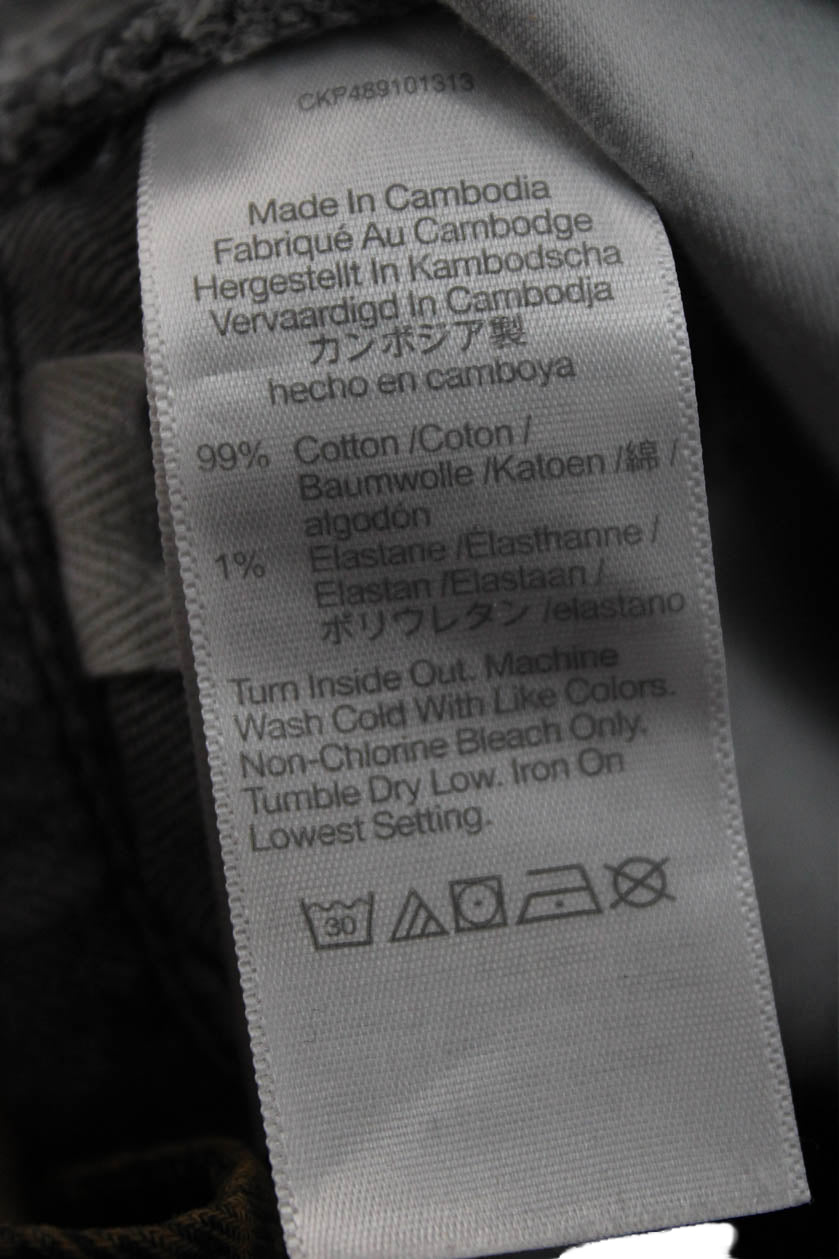 CKP489101313
Made In Cambodia
Fabriqué Au Cambodge
Hergestellt In Kambodscha
Vervaardigd In Cambodja
カンボジア製
hecho en camboya
99% Cotton /Coton /
Baumwolle /Katoen /綿 /
algodón
1% Elastane /Élasthanne /
Elastan /Elastaan /
ポリウレタン /elastano
Turn Inside Out. Machine
Wash Cold With Like Colors.
Non-Chlorine Bleach Only.
Tumble Dry Low. Iron On
Lowest Setting.
30